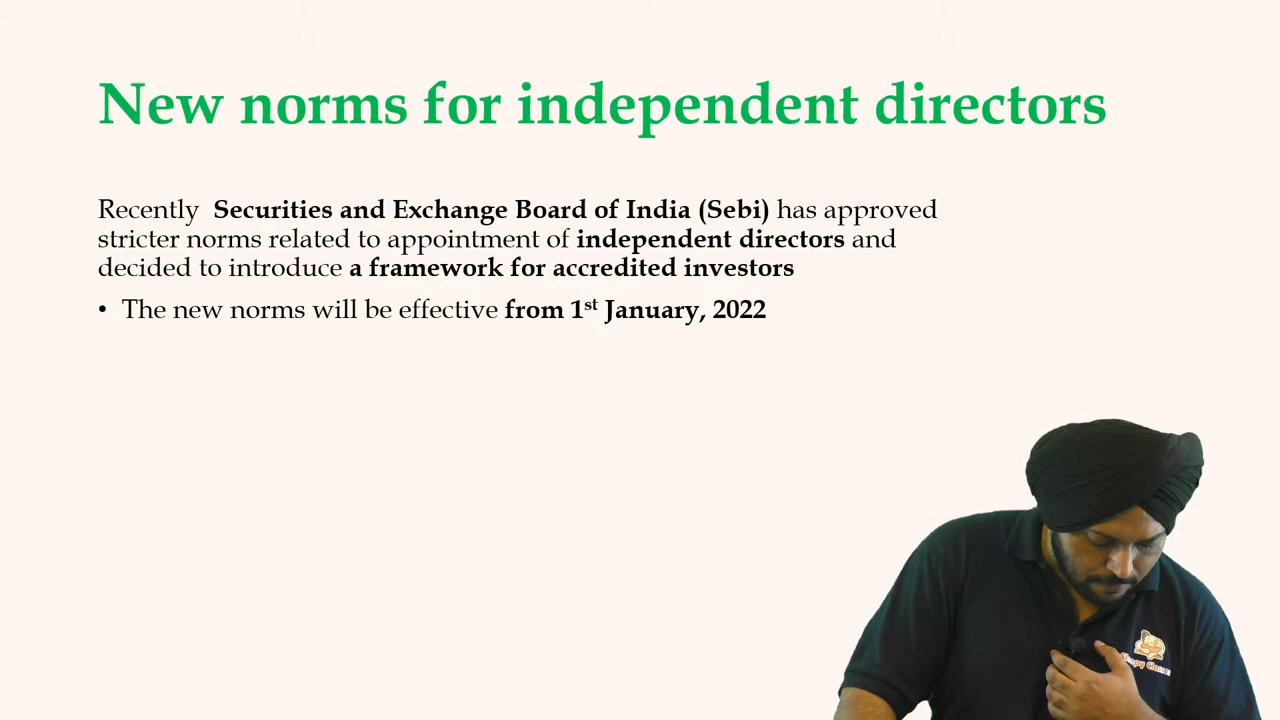 New norms for independent directors
Recently Securities and Exchange Board of India (Sebi) has approved
stricter norms related to appointment of independent directors and
decided to introduce a framework for accredited investors
• The new norms will be effective from 1st January, 2022